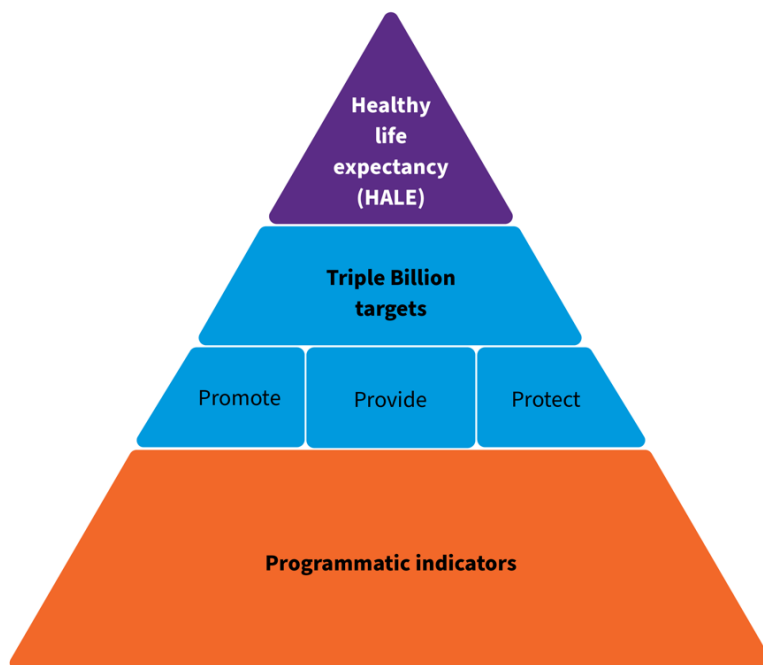 Healthy
life
expectancy
(HALE)
Triple Billion
targets
Promote
Provide
Protect
Programmatic indicators